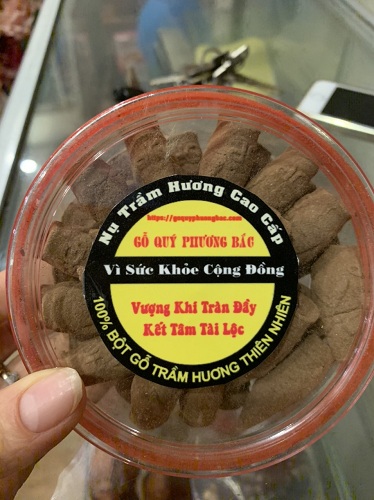 Nụ Trầm Hương Cao Cấp
https://goquyphuongbac.com
GỖ QUÝ PHƯƠNG BẮC
Vì Sức Khỏe Cộng Đồng
Vượng Khí Tràn Đầy
Kết Tâm Tài Lộc
100% BỘT GỖ TRẦM HƯƠNG THIÊN NHIÊN